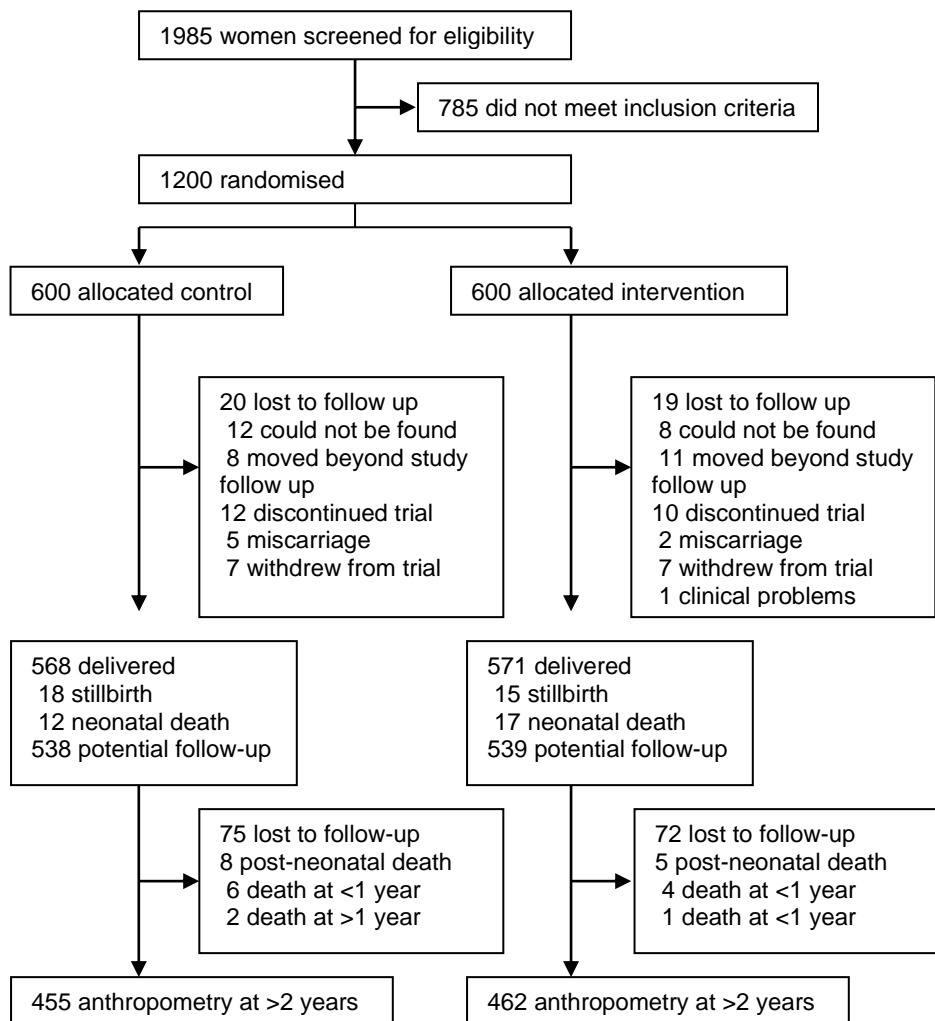 1985 women screened for eligibility
785 did not meet inclusion criteria
1200 randomised
600 allocated control
600 allocated intervention
20 lost to follow up
12 could not be found
8 moved beyond study
follow up
12 discontinued trial
5 miscarriage
7 withdrew from trial
19 lost to follow up
8 could not be found
11 moved beyond study
follow up
10 discontinued trial
2 miscarriage
7 withdrew from trial
1 clinical problems
568 delivered
18 stillbirth
12 neonatal death
538 potential follow-up
571 delivered
15 stillbirth
17 neonatal death
539 potential follow-up
75 lost to follow-up
8 post-neonatal death
6 death at <1 year
2 death at >1 year
72 lost to follow-up
5 post-neonatal death
4 death at <1 year
1 death at <1 year
455 anthropometry at >2 years
462 anthropometry at >2 years